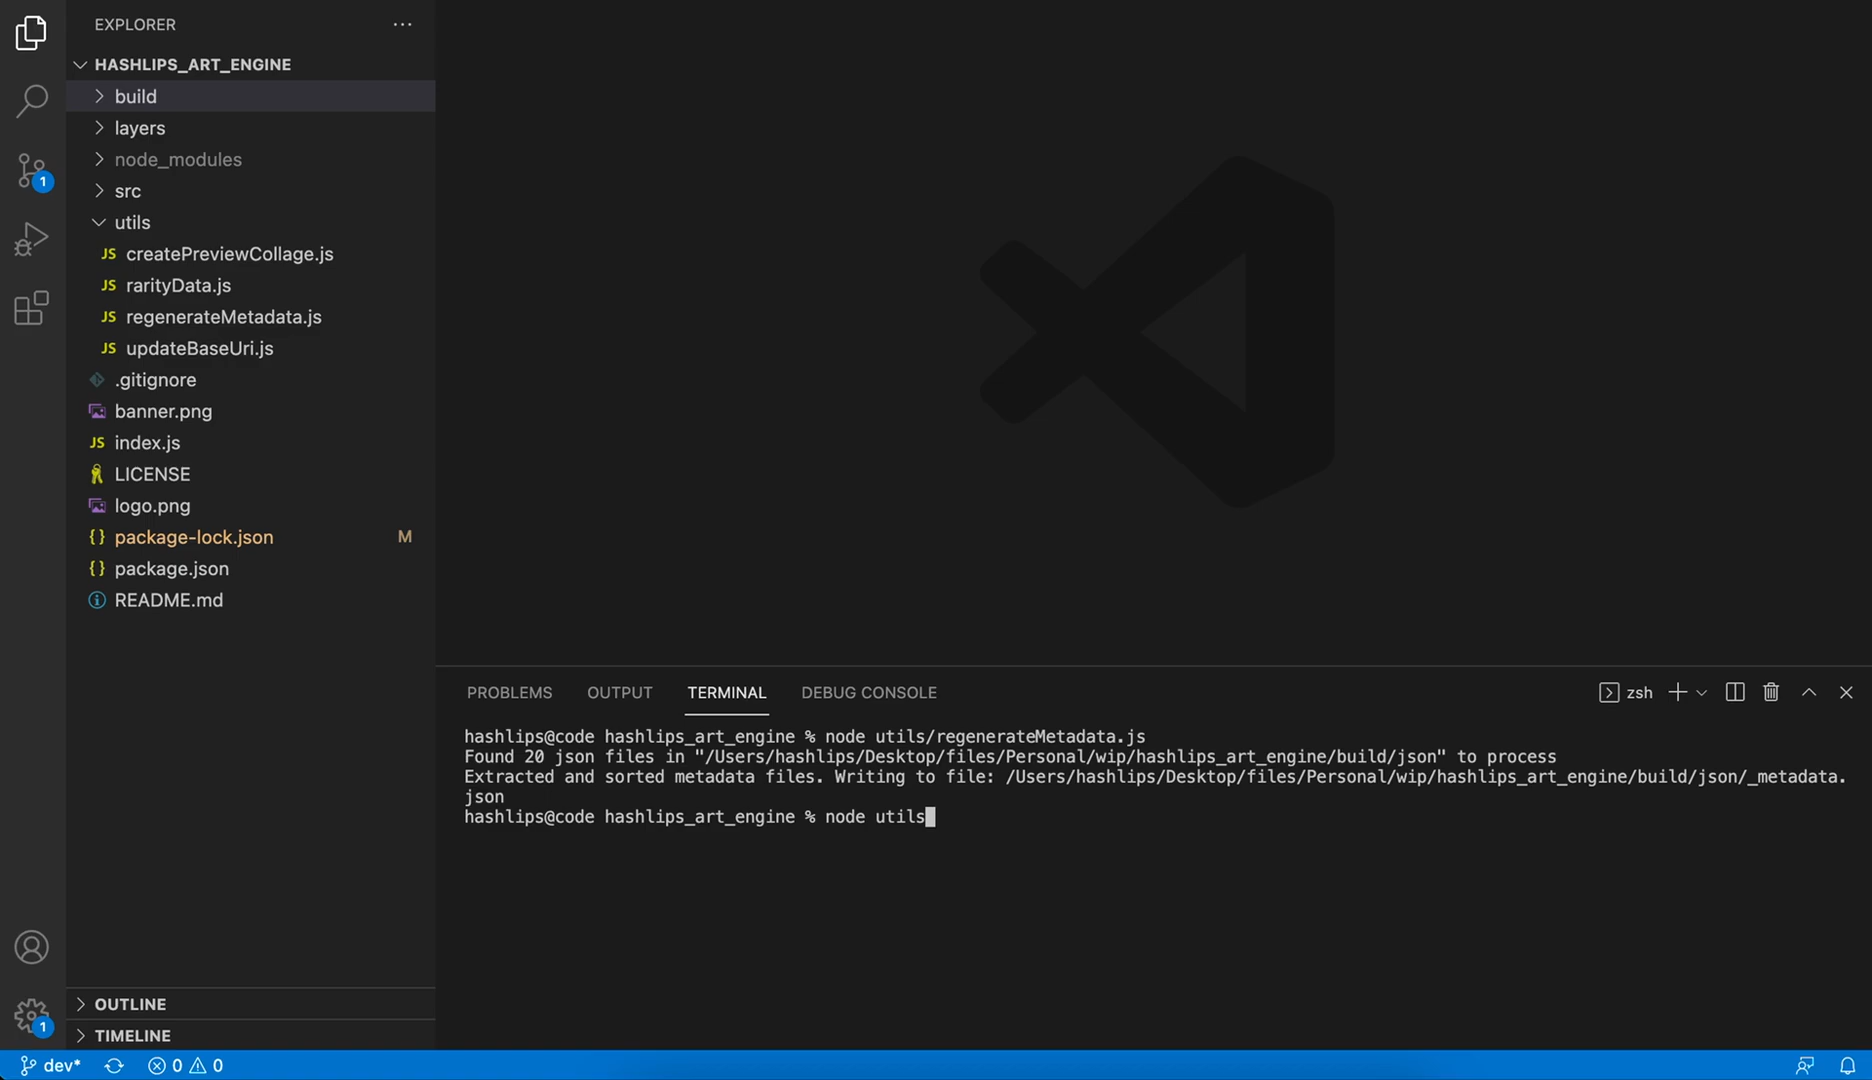 EXPLORER
HASHLIPS_ART_ENGINE
build
layers
node_modules
src
utils
JS createPreviewCollage.js
JS rarityData.js
JS regenerateMetadata.js
JS updateBaseUri.js
.gitignore
banner.png
JS index.js
LICENSE
logo.png
{} package-lock.json M
{} package.json
README.md
OUTLINE
TIMELINE
PROBLEMS OUTPUT TERMINAL DEBUG CONSOLE zsh
hashlips@code hashlips_art_engine % node utils/regenerateMetadata.js
Found 20 json files in "/Users/hashlips/Desktop/files/Personal/wip/hashlips_art_engine/build/json" to process
Extracted and sorted metadata files. Writing to file: /Users/hashlips/Desktop/files/Personal/wip/hashlips_art_engine/build/json/_metadata.
json
hashlips@code hashlips_art_engine % node utils
1
1
dev* 0 0